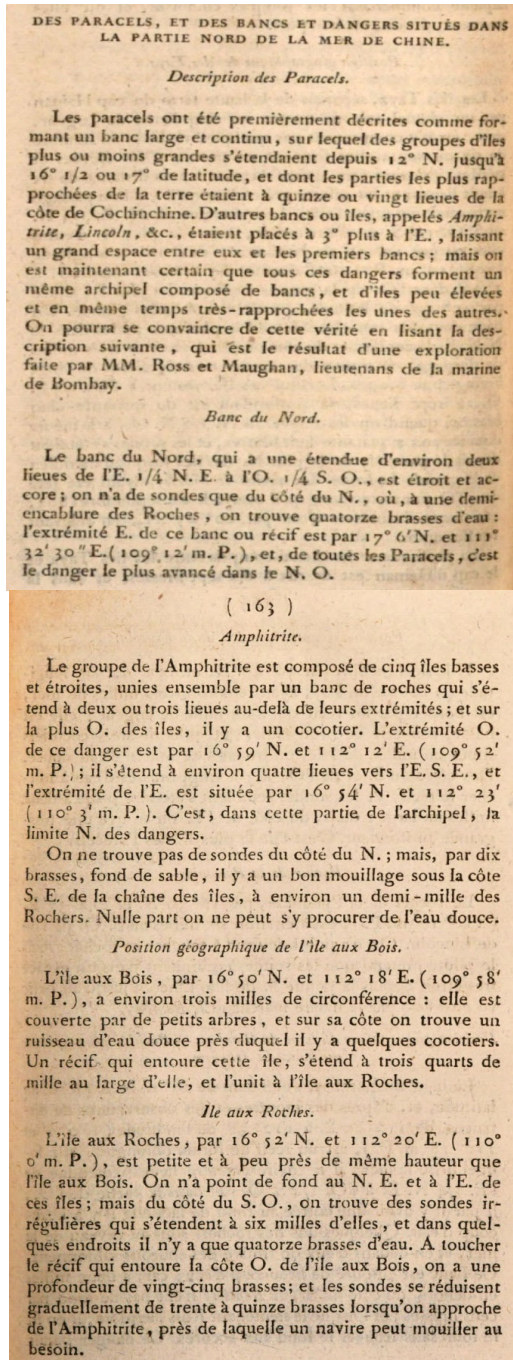 DES PARACELS, ET DES BANCS ET DANGERS SITUÉS DANS
LA PARTIE NORD DE LA MER DE CHINE.
Description des Paracels.
Les paracels ont été premièrement décrites comme for-
mant un banc large et continu, sur lequel des groupes d'îles
plus ou moins grandes s'étendaient depuis 12° N. jusqu'à
16° 1/2 ou 17° de latitude, et dont les parties les plus rap-
prochées de la terre étaient à quinze ou vingt lieues de la
côte de Cochinchine. D'autres bancs ou îles, appelés Amphi-
trite, Lincoln, &c., étaient placés à 3° plus à l'E., laissant
un grand espace entre eux et les premiers bancs; mais on
est maintenant certain que tous ces dangers forment un
même archipel composé de bancs, et d'îles peu élevées
et en même temps très-rapprochées les unes des autres.
On pourra se convaincre de cette vérité en lisant la des-
cription suivante, qui est le résultat d'une exploration
faite par MM. Ross et Maughan, lieutenans de la marine
de Bombay.
Banc du Nord.
Le banc du Nord, qui a une étendue d'environ deux
lieues de l'E. 1/4 N. E. à l'O. 1/4 S. O., est étroit et ac-
core; on n'a de sondes que du côté du N., où, à une demi-
encablure des Roches, on trouve quatorze brasses d'eau:
l'extrémité E. de ce banc ou récif est par 17° 6' N. et 111°
32' 30" E. (109° 12' m. P.), et, de toutes les Paracels, c'est
le danger le plus avancé dans le N. O.
( 163 )
Amphitrite.
Le groupe de l'Amphitrite est composé de cinq îles basses
et étroites, unies ensemble par un banc de roches qui s'é-
tend à deux ou trois lieues au-delà de leurs extrémités; et sur
la plus O. des îles, il y a un cocotier. L'extrémité O.
de ce danger est par 16° 59' N. et 112° 12' E. (109° 52'
m. P.); il s'étend à environ quatre lieues vers l'E. S. E., et
l'extrémité de l'E. est située par 16° 54' N. et 112° 23'
(110° 3' m. P.). C'est, dans cette partie de l'archipel, la
limite N. des dangers.
On ne trouve pas de sondes du côté du N.; mais, par dix
brasses, fond de sable, il y a un bon mouillage sous la côte
S. E. de la chaîne des îles, à environ un demi-mille des
Rochers. Nulle part on ne peut s'y procurer de l'eau douce.
Position géographique de l'île aux Bois.
L'île aux Bois, par 16° 50' N. et 112° 18' E. (109° 58'
m. P.), a environ trois milles de circonférence: elle est
couverte par de petits arbres, et sur sa côte on trouve un
ruisseau d'eau douce près duquel il y a quelques cocotiers.
Un récif qui entoure cette île, s'étend à trois quarts de
mille au large d'elle, et l'unit à l'île aux Roches.
Ile aux Roches.
L'île aux Roches, par 16° 52' N. et 112° 20' E. (110°
0' m. P.), est petite et à peu près de même hauteur que
l'île aux Bois. On n'a point de fond au N. E. et à l'E. de
ces îles; mais du côté du S. O., on trouve des sondes ir-
régulières qui s'étendent à six milles d'elles, et dans quel-
ques endroits il n'y a que quatorze brasses d'eau. A toucher
le récif qui entoure la côte O. de l'île aux Bois, on a une
profondeur de vingt-cinq brasses; et les sondes se réduisent
graduellement de trente à quinze brasses lorsqu'on approche
de l'Amphitrite, près de laquelle un navire peut mouiller au
besoin.